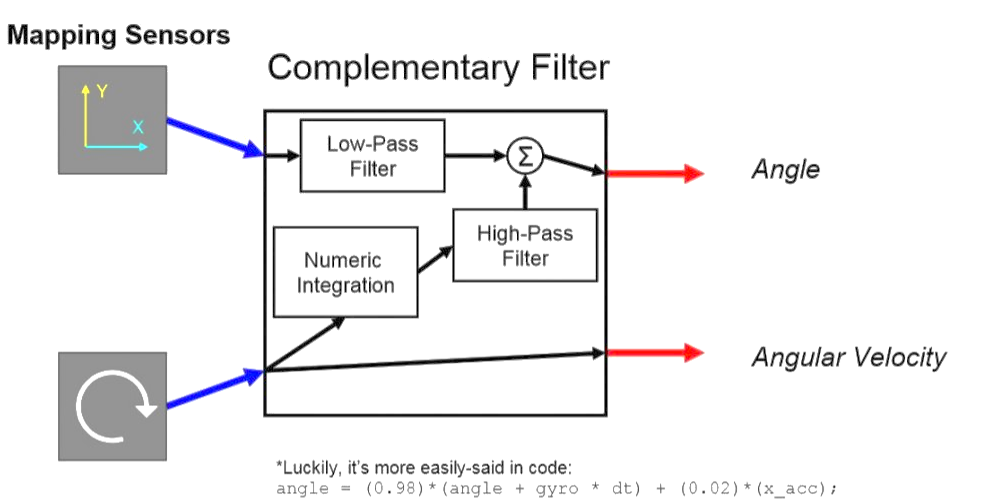 Mapping Sensors
Complementary Filter
Y
X
Low-Pass
Filter
Σ
Angle
High-Pass
Filter
Numeric
Integration
Angular Velocity
*Luckily, it's more easily-said in code:
angle = (0.98)*(angle + gyro * dt) + (0.02)*(x_acc);